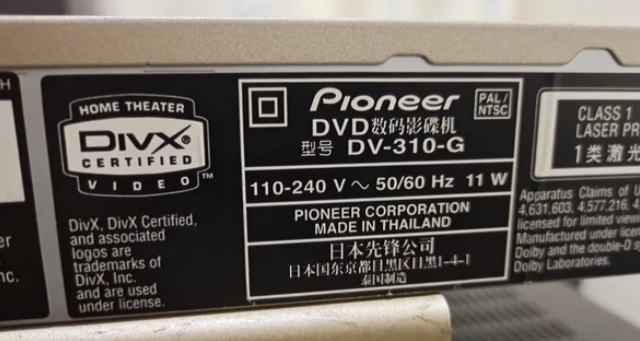 HOME THEATER
DIVX®
CERTIFIED
VIDEO™
DivX, DivX Certified,
and associated
logos are
trademarks of
DivX, Inc.
and are used
under license.
Pioneer
PAL/
NTSC
DVD数码影碟机
型号 DV-310-G
110-240 V ~ 50/60 Hz 11 W
PIONEER CORPORATION
MADE IN THAILAND
日本先锋公司
日本国东京都目黑区目黑1-4-1
泰国制造
CLASS 1
LASER PR
1类激光
Apparatus Claims of
4,631,603, 4,577,216, 4,
licensed for limited view
Manufactured under licen
Dolby and the double-D s
Dolby Laboratories.